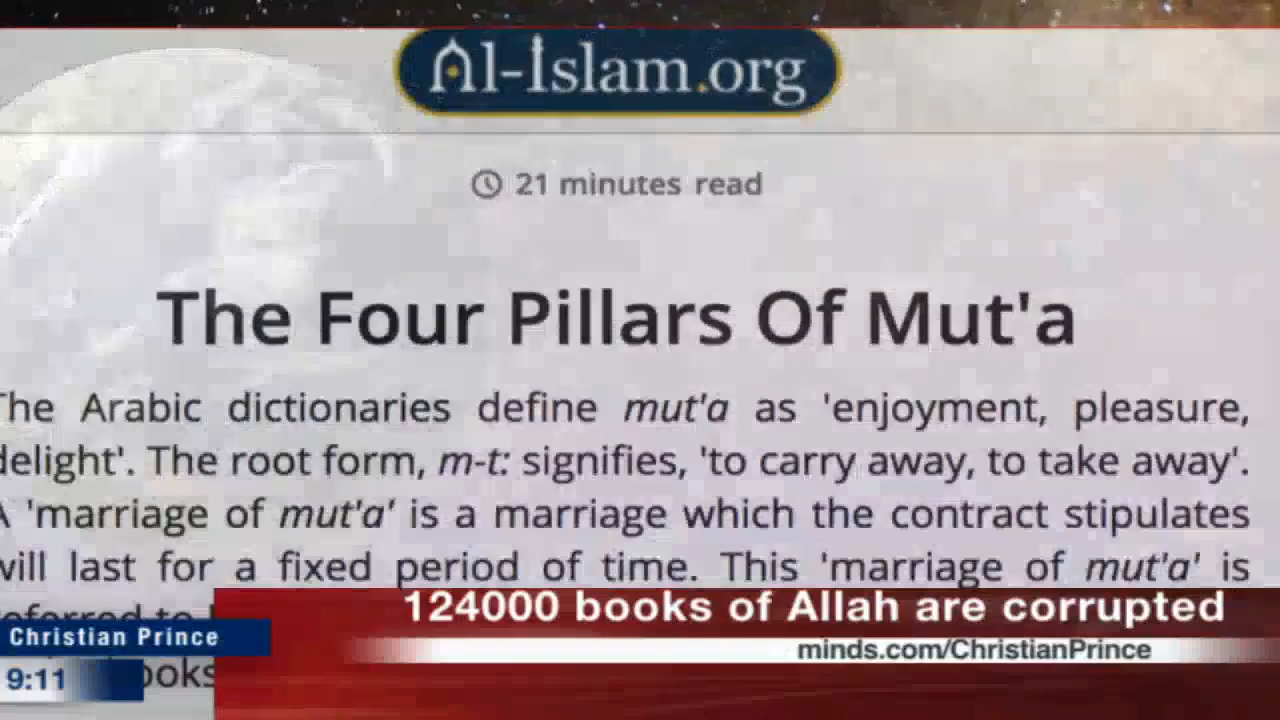 Al-Islam.org
21 minutes read
The Four Pillars Of Mut'a
The Arabic dictionaries define mut'a as 'enjoyment, pleasure,
delight'. The root form, m-t: signifies, 'to carry away, to take away'.
A 'marriage of mut'a' is a marriage which the contract stipulates
will last for a fixed period of time. This 'marriage of mut'a' is
referred to
124000 books of Allah are corrupted
Christian Prince
minds.com/ChristianPrince
9:11
ooks